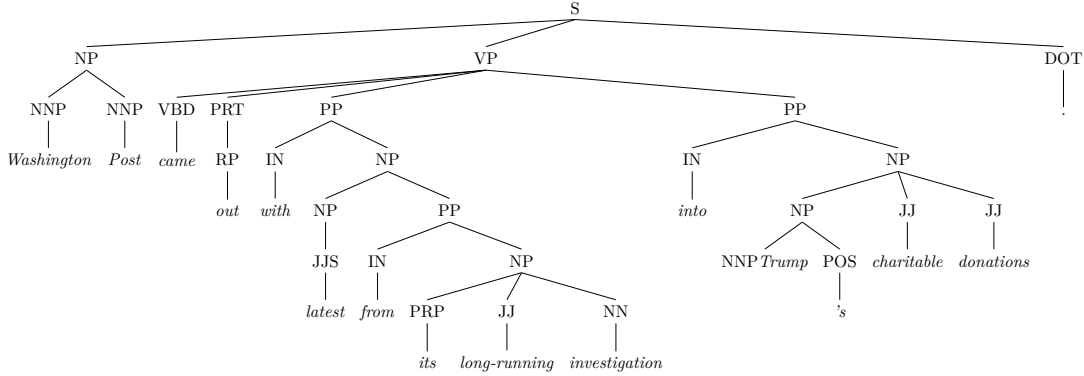 S
NP VP DOT
NNP NNP VBD PRT PP PP .
Washington Post came RP IN NP IN NP
out with NP PP into NP JJ JJ
JJS IN NP NNP Trump POS charitable donations
latest from PRP JJ NN 's
its long-running investigation